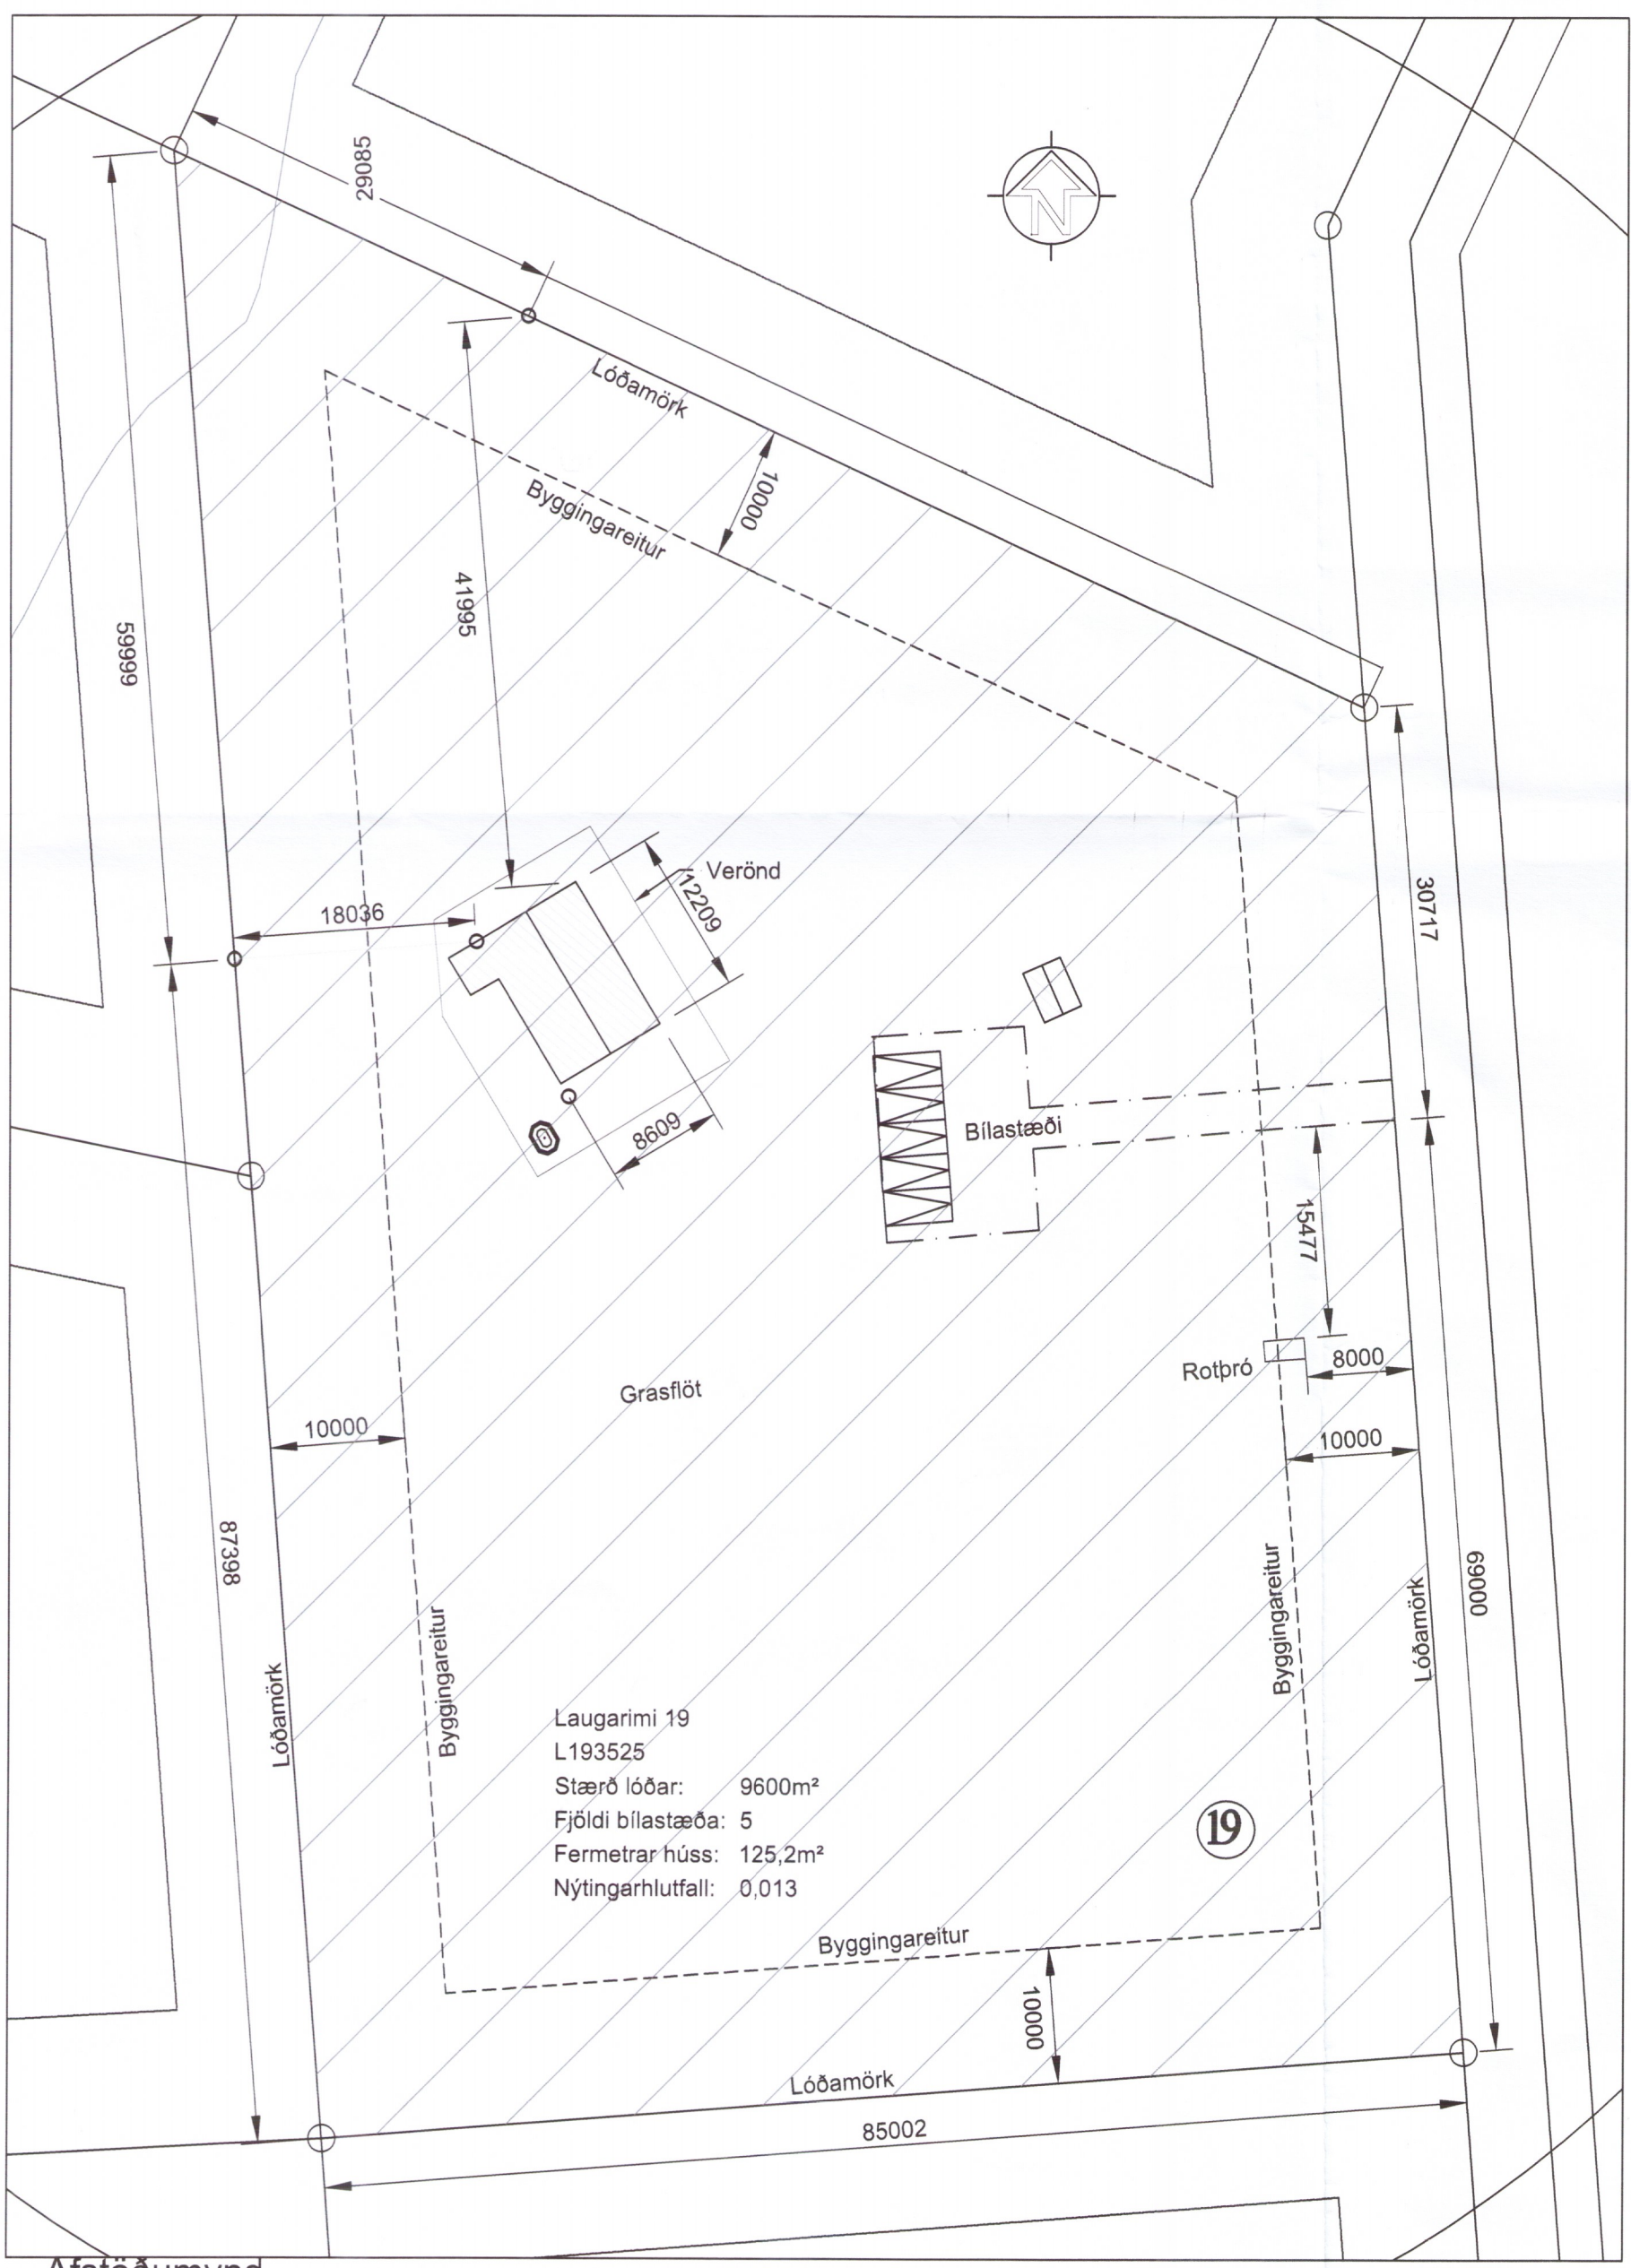 29085
N
59999
41995
Lóðamörk
10000
Byggingareitur
Verönd
12209
18036
30717
8609
Bílastæði
15477
Rotþró
8000
Grasflöt
10000
10000
87398
69000
Byggingareitur
Lóðamörk
Byggingareitur
Lóðamörk
Laugarimi 19
L193525
Stærð lóðar: 9600m²
Fjöldi bílastæða: 5
Fermetrar húss: 125,2m²
Nýtingarhlutfall: 0,013
19
Byggingareitur
10000
Lóðamörk
85002
Afstöðumynd